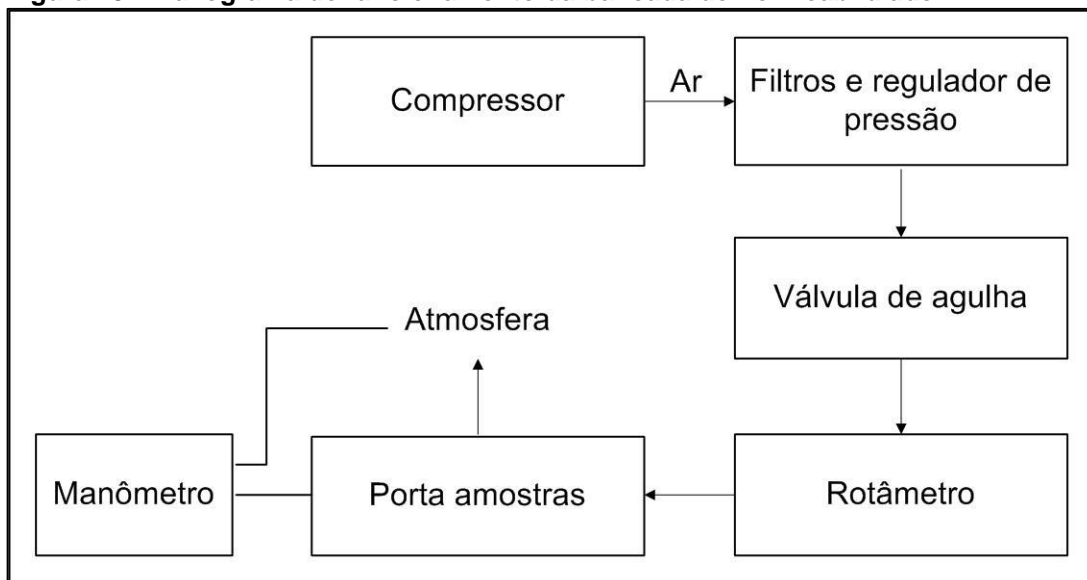 Compressor
Ar
Filtros e regulador de
pressão
Válvula de agulha
Atmosfera
Manômetro
Porta amostras
Rotâmetro